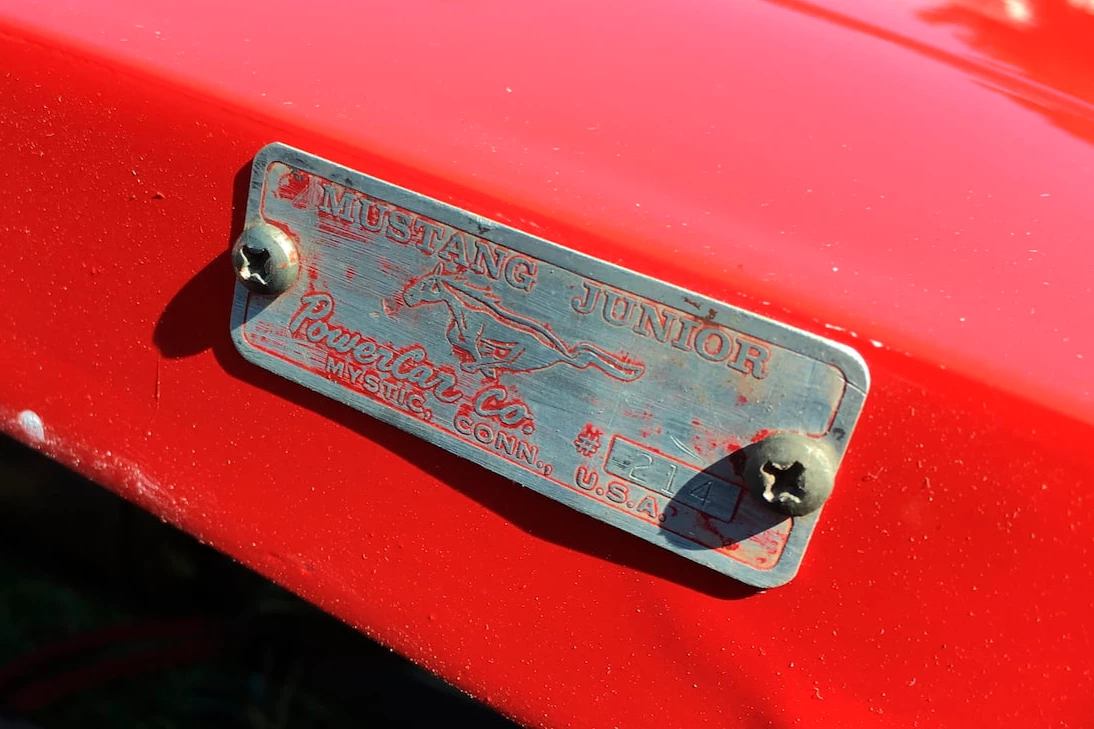 MUSTANG JUNIOR
PowerCar Co.
# 214
MYSTIC, CONN., U.S.A.